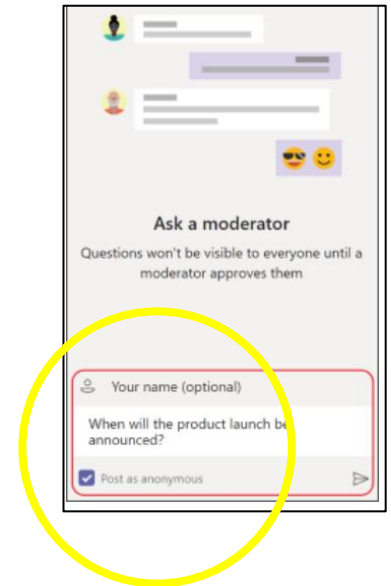 Ask a moderator
Questions won't be visible to everyone until a
moderator approves them
Your name (optional)
When will the product launch be
announced?
Post as anonymous